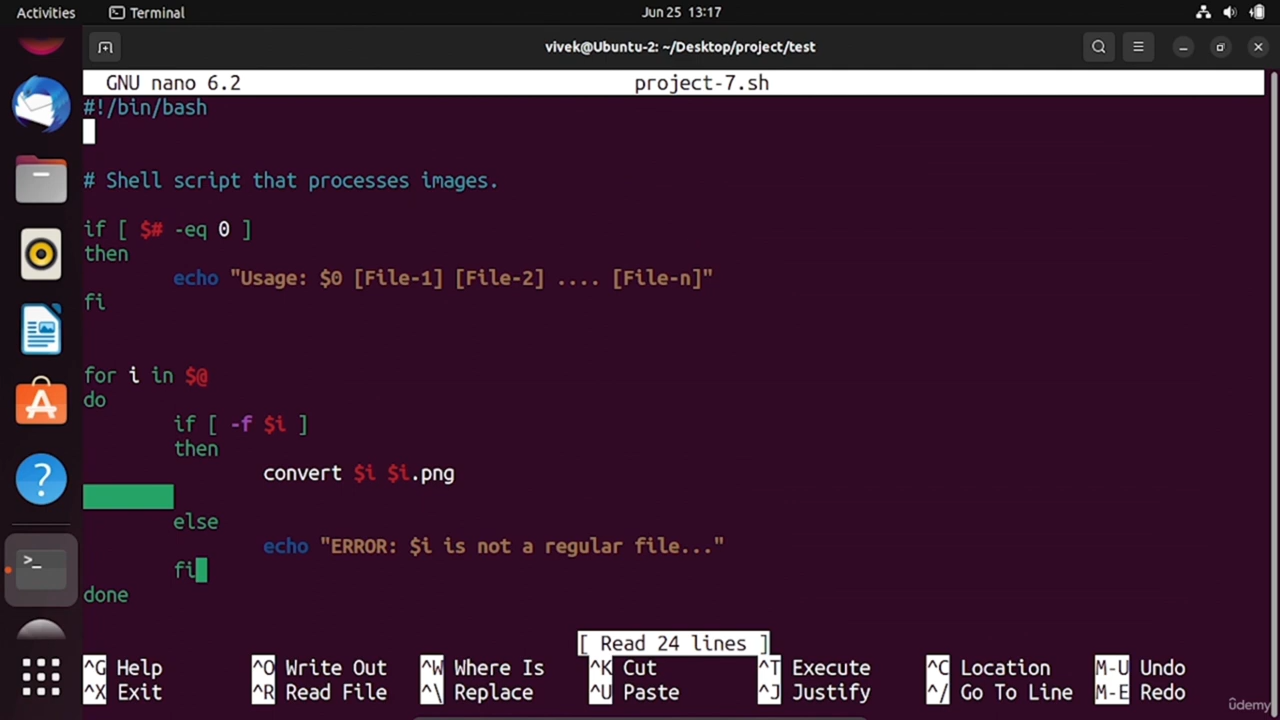 Activities Terminal Jun 25 13:17
vivek@Ubuntu-2: ~/Desktop/project/test
GNU nano 6.2 project-7.sh
#!/bin/bash
# Shell script that processes images.
if [ $# -eq 0 ]
then
echo "Usage: $0 [File-1] [File-2] .... [File-n]"
fi
for i in $@
do
if [ -f $i ]
then
convert $i $i.png
else
echo "ERROR: $i is not a regular file..."
fi
done
[ Read 24 lines ]
^G Help ^O Write Out ^W Where Is ^K Cut ^T Execute ^C Location M-U Undo
^X Exit ^R Read File ^\ Replace ^U Paste ^J Justify ^/ Go To Line M-E Redo
udemy